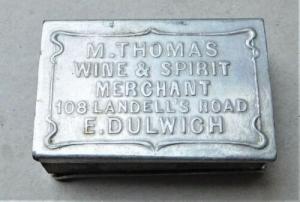 M. THOMAS
WINE & SPIRIT
MERCHANT
108 LANDELL'S ROAD
E. DULWICH